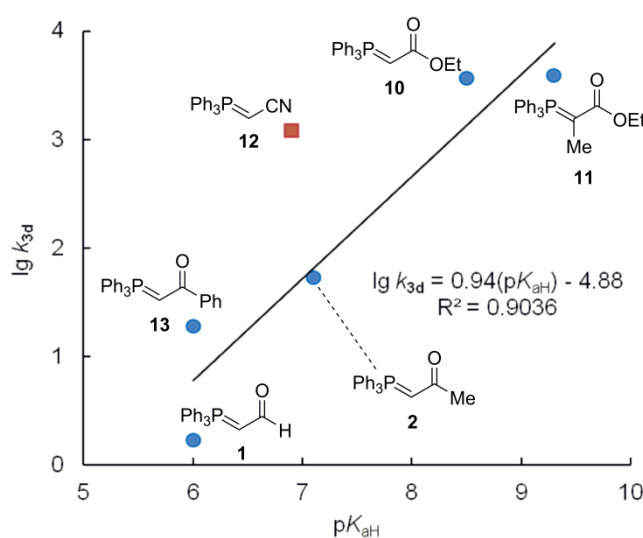 4
3
2
1
0
lg k₃d
5 6 7 8 9 10
pKaH
Ph₃P O OEt
10
Ph₃P CN
12
Ph₃P O OEt Me
11
Ph₃P O Ph
13
lg k₃d = 0.94(pKaH) - 4.88
R² = 0.9036
Ph₃P O Me
2
Ph₃P O H
1